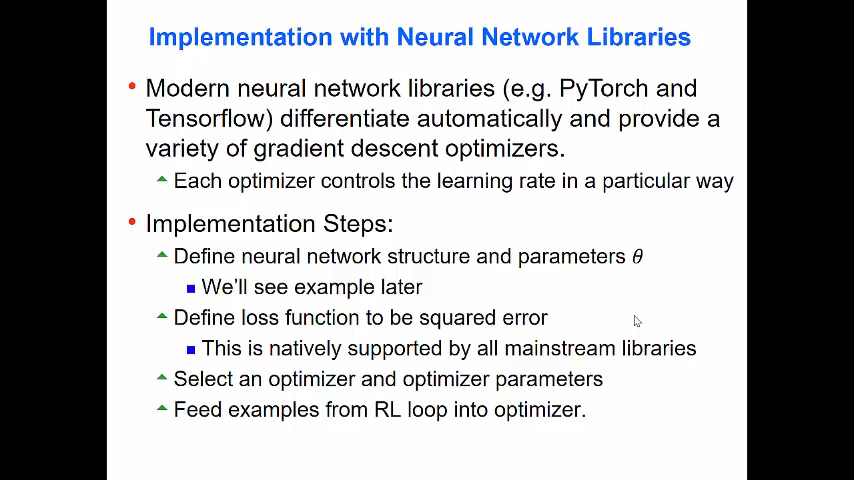 Implementation with Neural Network Libraries
• Modern neural network libraries (e.g. PyTorch and
Tensorflow) differentiate automatically and provide a
variety of gradient descent optimizers.
Each optimizer controls the learning rate in a particular way
• Implementation Steps:
Define neural network structure and parameters θ
We'll see example later
Define loss function to be squared error
This is natively supported by all mainstream libraries
Select an optimizer and optimizer parameters
Feed examples from RL loop into optimizer.